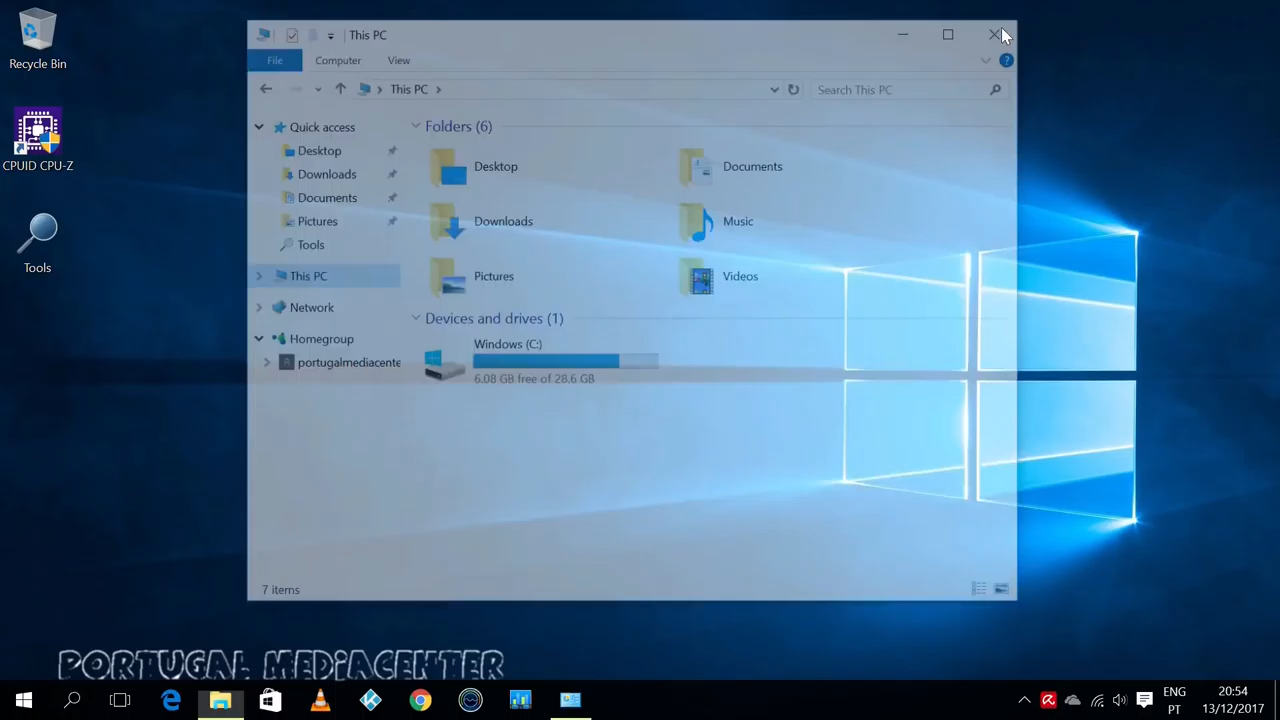 Recycle Bin
CPUID CPU-Z
Tools
This PC
File Computer View
This PC
Search This PC
Quick access
Desktop
Downloads
Documents
Pictures
Tools
This PC
Network
Homegroup
portugalmediacente
Folders (6)
Desktop
Documents
Downloads
Music
Pictures
Videos
Devices and drives (1)
Windows (C:)
6.08 GB free of 28.6 GB
7 items
PORTUGAL MEDIACENTER
ENG
PT
20:54
13/12/2017